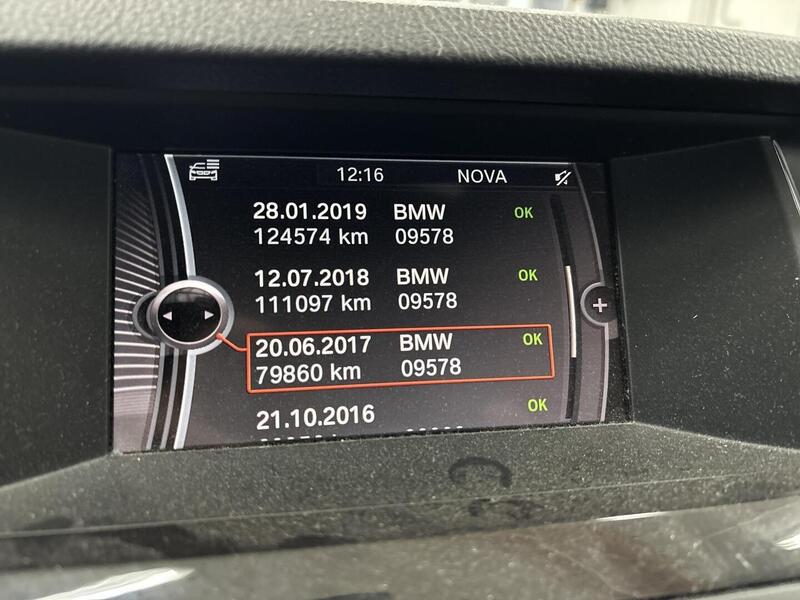 12:16 NOVA
28.01.2019 BMW OK
124574 km 09578
12.07.2018 BMW OK
111097 km 09578
20.06.2017 BMW OK
79860 km 09578
21.10.2016 OK